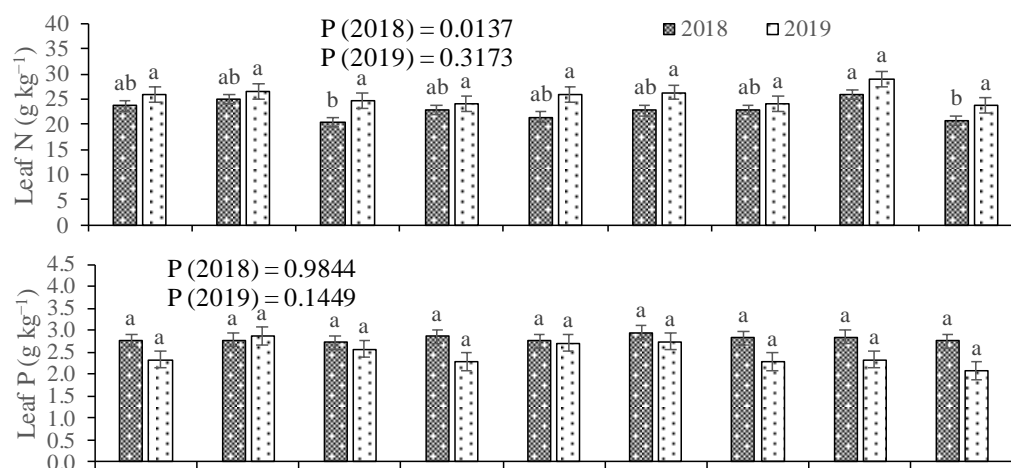 P (2018) = 0.0137
P (2019) = 0.3173
2018 2019
Leaf N (g kg⁻¹)
40
35
30
25
20
15
10
5
0
ab a ab a b a ab a ab a ab a ab a a a b a
P (2018) = 0.9844
P (2019) = 0.1449
Leaf P (g kg⁻¹)
4.5
4.0
3.5
3.0
2.5
2.0
1.5
1.0
0.5
0.0
a a a a a a a a a a a a a a a a a a